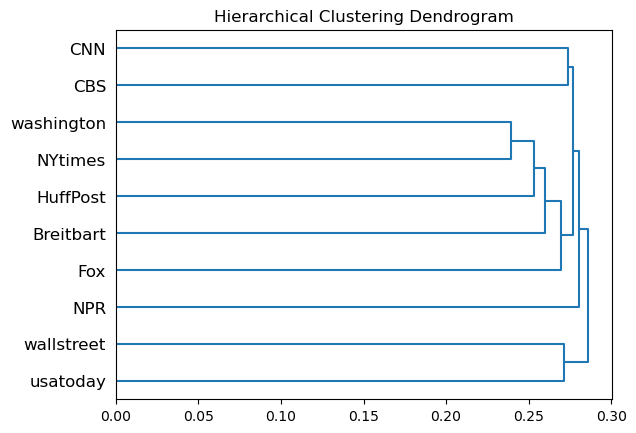 Hierarchical Clustering Dendrogram
CNN
CBS
washington
NYtimes
HuffPost
Breitbart
Fox
NPR
wallstreet
usatoday
0.00 0.05 0.10 0.15 0.20 0.25 0.30